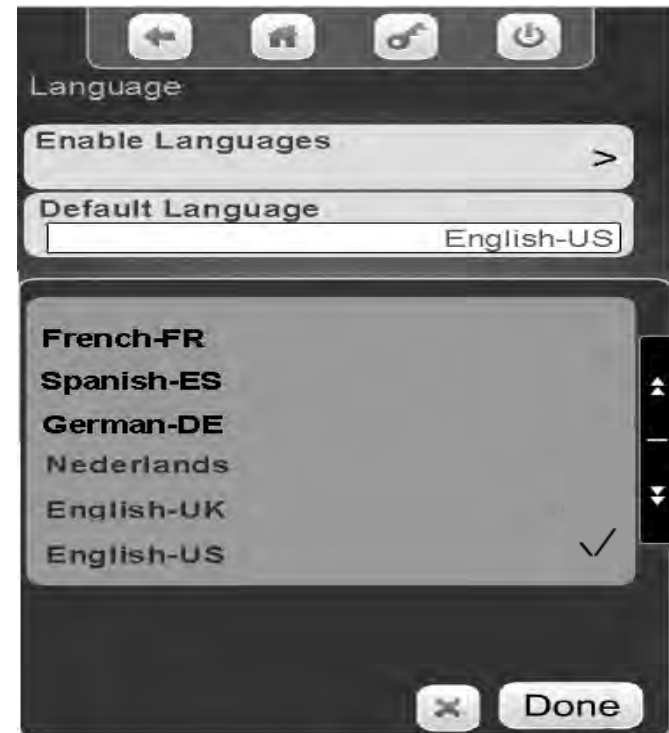 Language
Enable Languages
>
Default Language
English-US
French-FR
Spanish-ES
German-DE
Nederlands
English-UK
English-US
Done